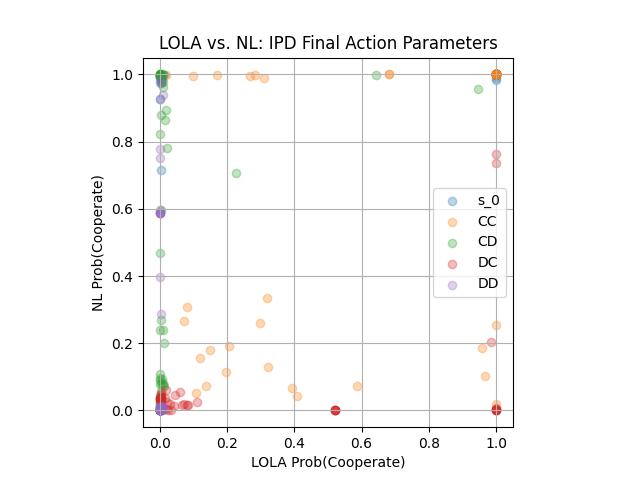 LOLA vs. NL: IPD Final Action Parameters
NL Prob(Cooperate)
1.0
0.8
0.6
0.4
0.2
0.0
s_0
CC
CD
DC
DD
0.0 0.2 0.4 0.6 0.8 1.0
LOLA Prob(Cooperate)